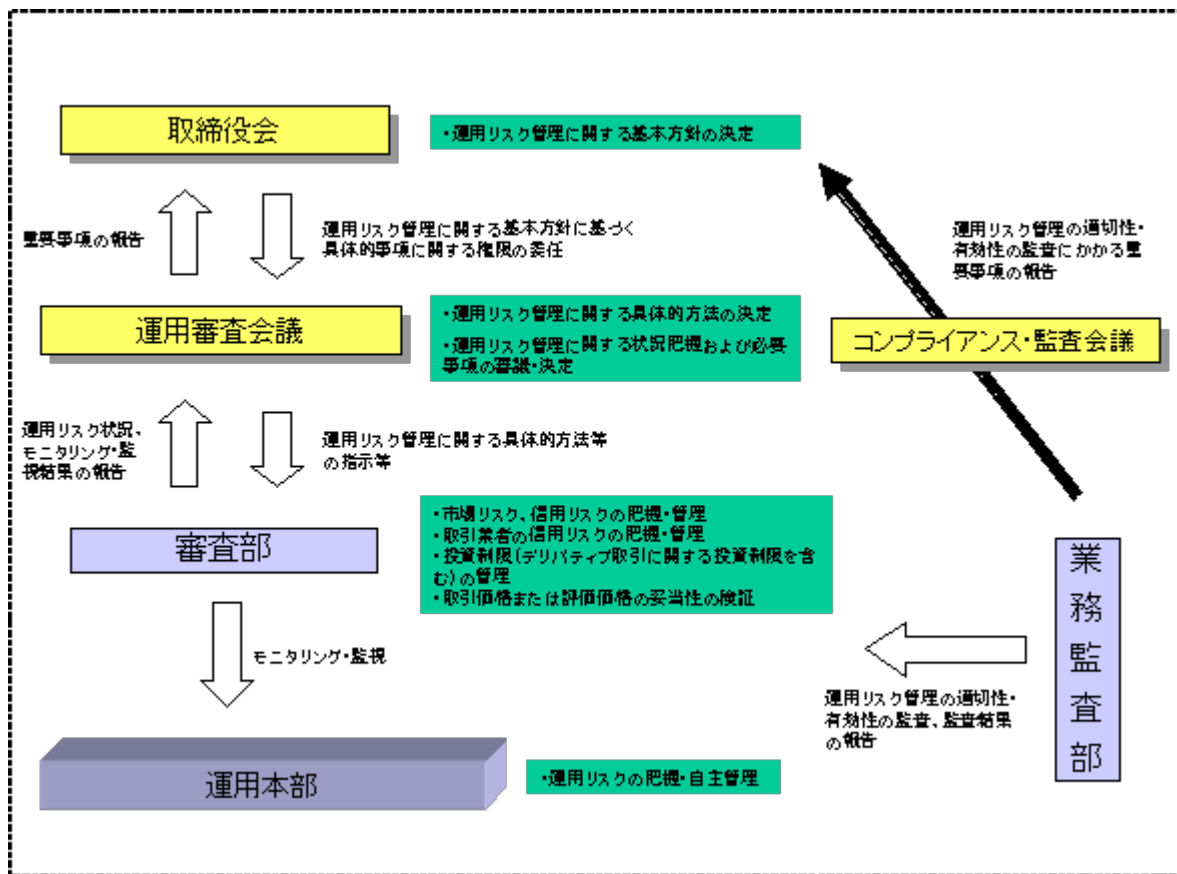 取締役会
・運用リスク管理に関する基本方針の決定
重要事項の報告
運用リスク管理に関する基本方針に基づく
具体的事項に関する権限の委任
運用リスク管理の適切性・
有効性の監査にかかる重
要事項の報告
運用審査会議
・運用リスク管理に関する具体的方法の決定
・運用リスク管理に関する状況把握および必要
事項の審議・決定
コンプライアンス・監査会議
運用リスク状況、
モニタリング・監
視結果の報告
運用リスク管理に関する具体的方法等
の指示等
審査部
・市場リスク、信用リスクの把握・管理
・取引業者の信用リスクの把握・管理
・投資制限(デリバティブ取引に関する投資制限を含
む)の管理
・取引価格または評価価格の妥当性の検証
業務監査部
モニタリング・監視
運用リスク管理の適切性・
有効性の監査、監査結果
の報告
運用本部
・運用リスクの把握・自主管理